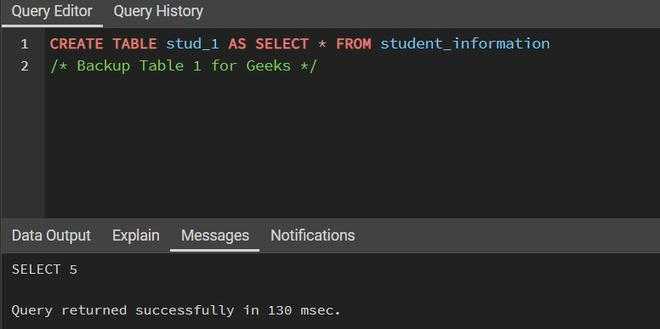 Query Editor Query History
1 CREATE TABLE stud_1 AS SELECT * FROM student_information
2 /* Backup Table 1 for Geeks */
Data Output Explain Messages Notifications
SELECT 5
Query returned successfully in 130 msec.